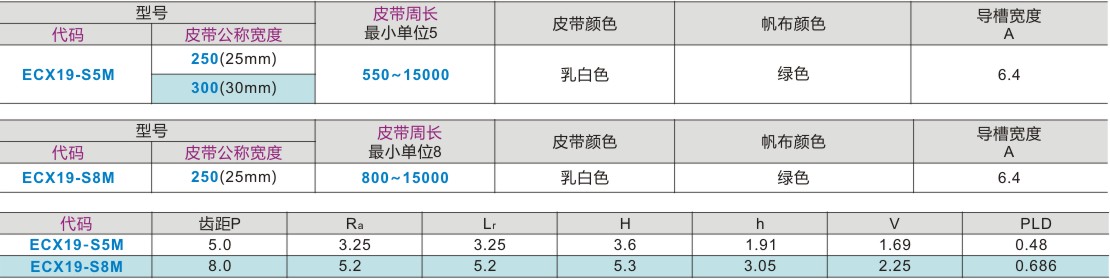 型号 皮带周长 皮带颜色 帆布颜色 导槽宽度
代码 皮带公称宽度 最小单位5 A
ECX19-S5M 250(25mm) 550~15000 乳白色 绿色 6.4
300(30mm)
型号 皮带周长 皮带颜色 帆布颜色 导槽宽度
代码 皮带公称宽度 最小单位8 A
ECX19-S8M 250(25mm) 800~15000 乳白色 绿色 6.4
代码 齿距P Ra Lr H h V PLD
ECX19-S5M 5.0 3.25 3.25 3.6 1.91 1.69 0.48
ECX19-S8M 8.0 5.2 5.2 5.3 3.05 2.25 0.686